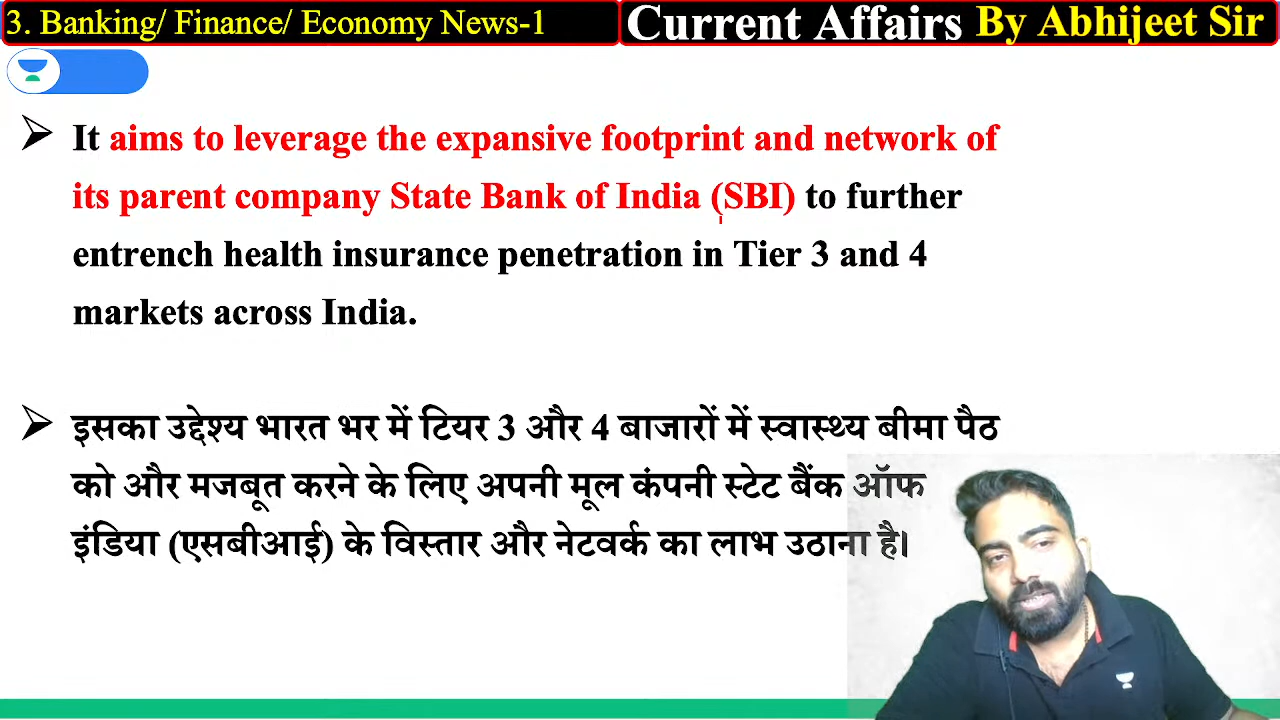 3. Banking/ Finance/ Economy News-1
Current Affairs By Abhijeet Sir
It aims to leverage the expansive footprint and network of
its parent company State Bank of India (SBI) to further
entrench health insurance penetration in Tier 3 and 4
markets across India.
इसका उद्देश्य भारत भर में टियर 3 और 4 बाजारों में स्वास्थ्य बीमा पैठ
को और मजबूत करने के लिए अपनी मूल कंपनी स्टेट बैंक ऑफ
इंडिया (एसबीआई) के विस्तार और नेटवर्क का लाभ उठाना है।